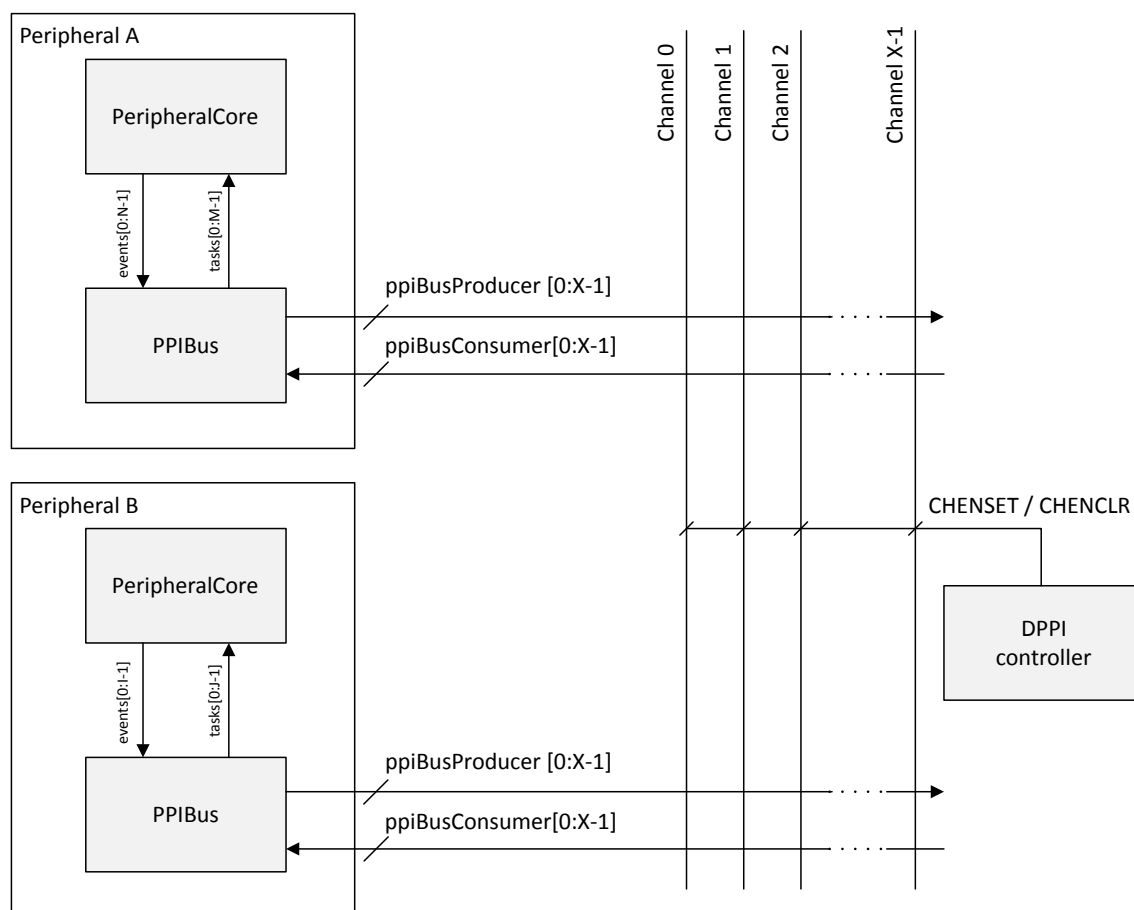 Peripheral A
PeripheralCore
events[0:N-1]
tasks[0:M-1]
PPIBus
ppiBusProducer [0:X-1]
ppiBusConsumer[0:X-1]
Channel 0
Channel 1
Channel 2
Channel X-1
Peripheral B
PeripheralCore
events[0:I-1]
tasks[0:J-1]
PPIBus
ppiBusProducer [0:X-1]
ppiBusConsumer[0:X-1]
CHENSET / CHENCLR
DPPI
controller